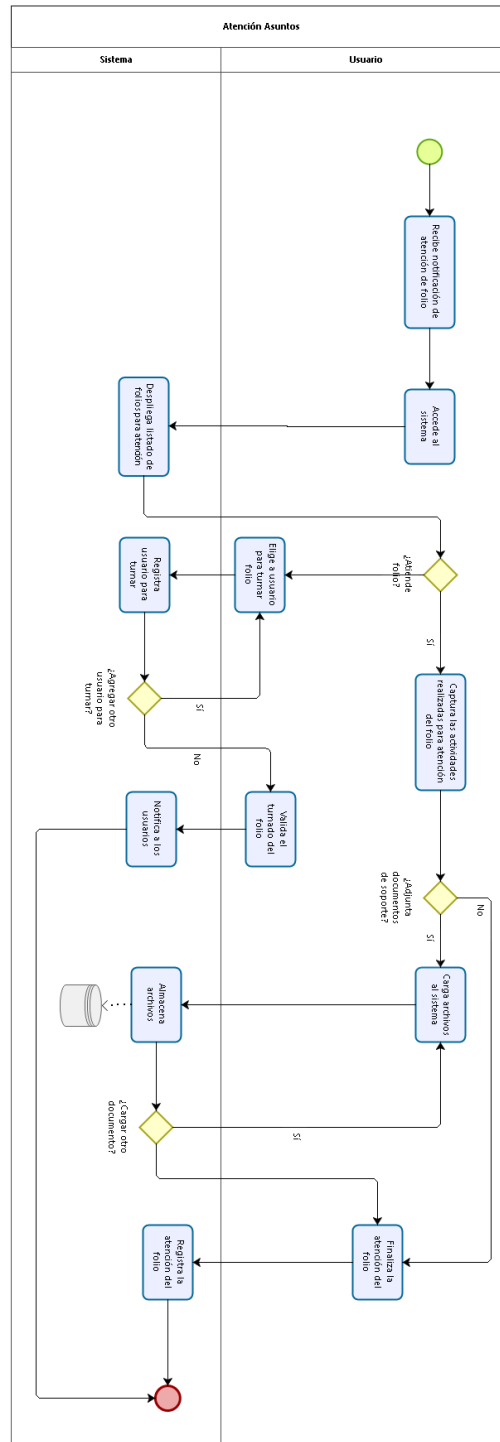 Atención Asuntos
Sistema
Usuario
Recibe notificación de
atención de folio
Accede al
sistema
Despliega listado de
folios para atención
¿Atiende
folio?
Elige a usuario
para turnar
folio
Registra
usuario para
turnar
Sí
Captura las actividades
realizadas para atención
del folio
¿Agregar otro
usuario para
turnar?
Sí
No
Valida el
turnado del
folio
Notifica a los
usuarios
¿Adjunta
documentos
de soporte?
No
Sí
Carga archivos
al sistema
Almacena
archivos
¿Cargar otro
documento?
Sí
Finaliza la
atención del
folio
Registra la
atención del
folio